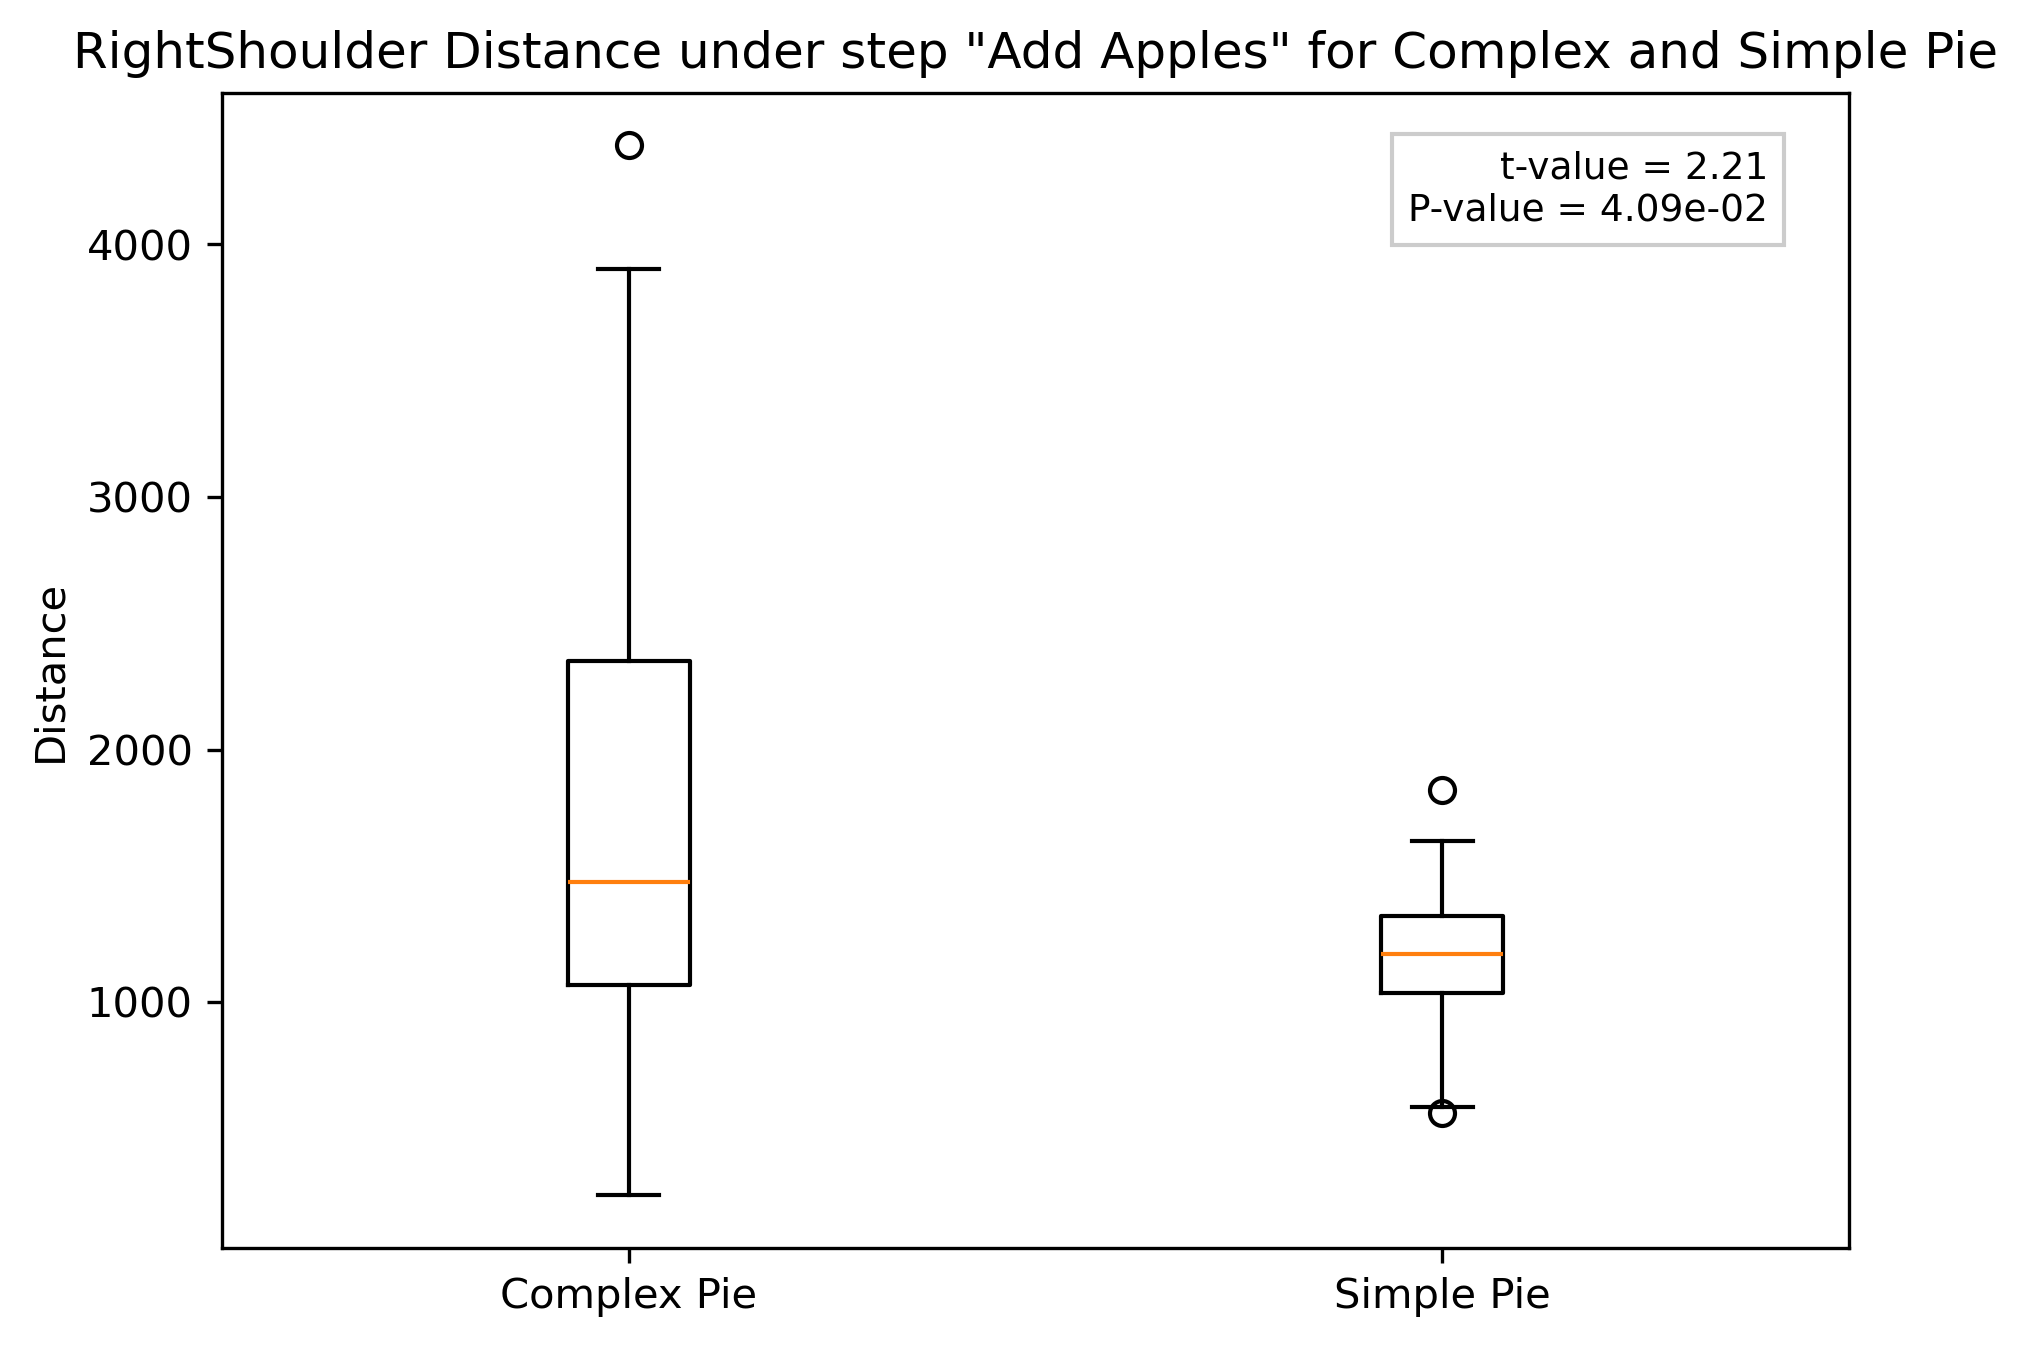 RightShoulder Distance under step "Add Apples" for Complex and Simple Pie
t-value = 2.21
P-value = 4.09e-02
4000
3000
2000
1000
Distance
Complex Pie
Simple Pie